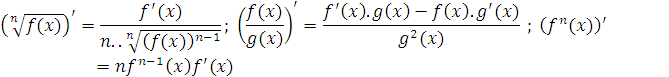 (ⁿ√f(x))′ = f′(x) / n..ⁿ√(f(x))ⁿ⁻¹ ; (f(x)/g(x))′ = f′(x).g(x)−f(x).g′(x) / g²(x) ; (fⁿ(x))′
= nfⁿ⁻¹(x)f′(x)